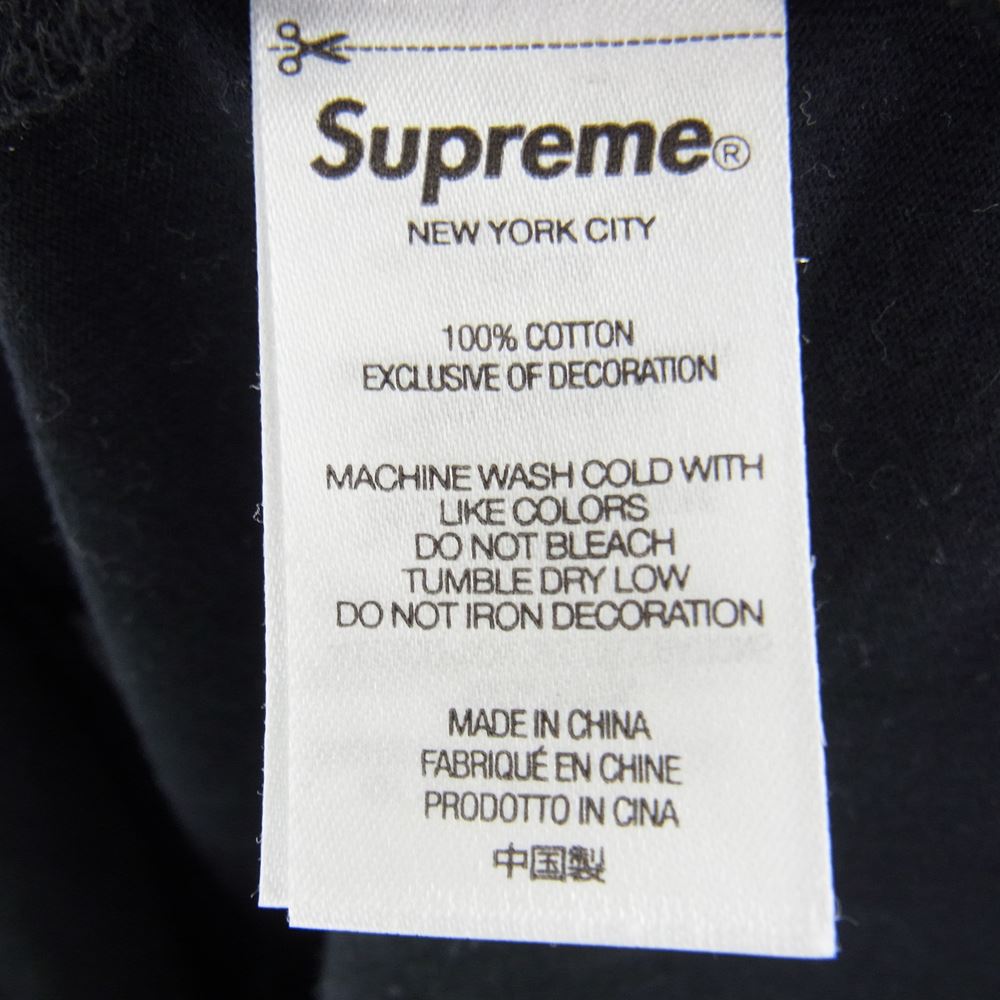 Supreme®
NEW YORK CITY
100% COTTON
EXCLUSIVE OF DECORATION
MACHINE WASH COLD WITH
LIKE COLORS
DO NOT BLEACH
TUMBLE DRY LOW
DO NOT IRON DECORATION
MADE IN CHINA
FABRIQUÉ EN CHINE
PRODOTTO IN CINA
中国製